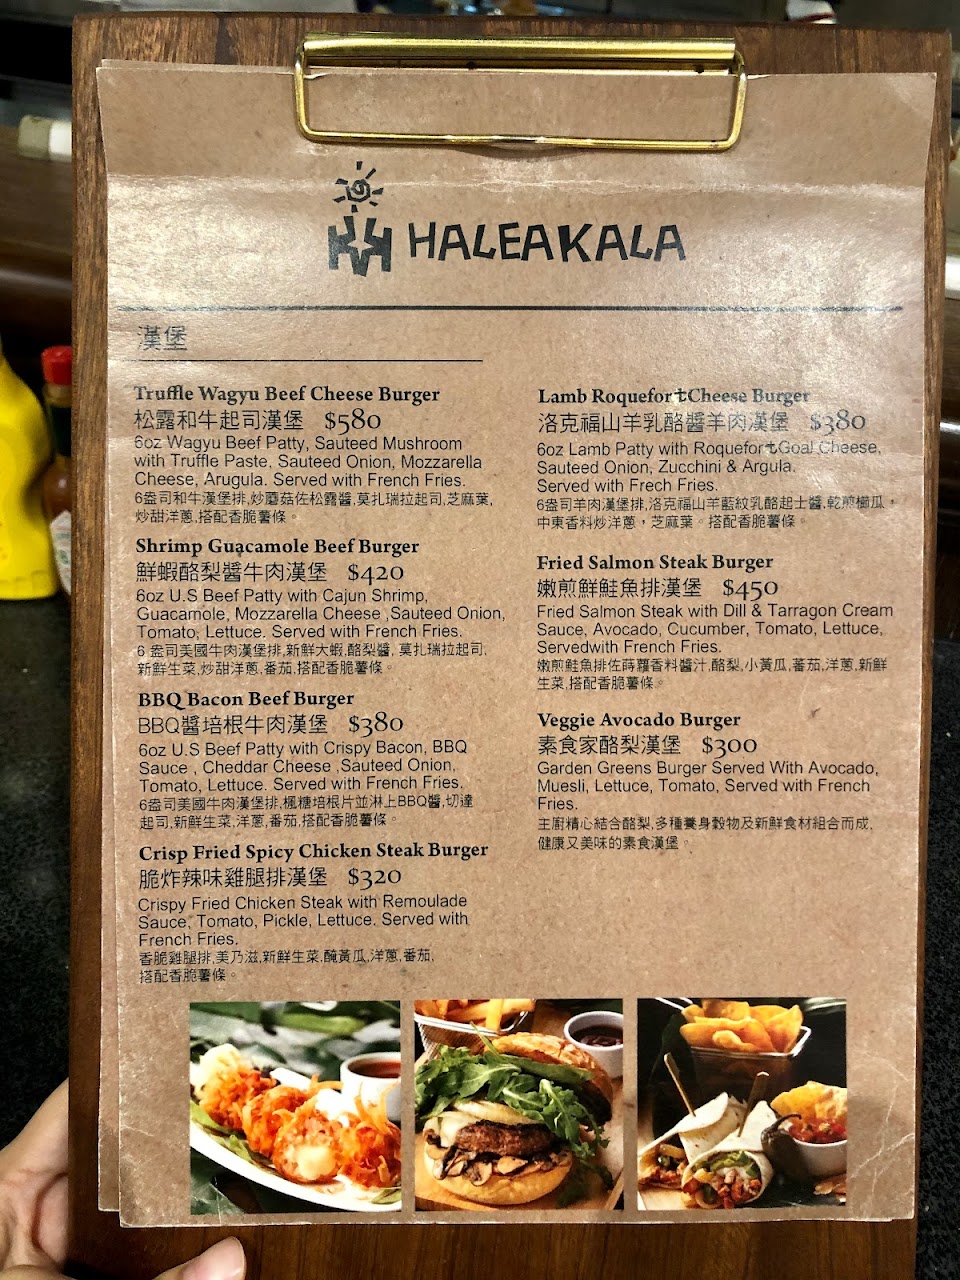 HALEAKALA
漢堡
Truffle Wagyu Beef Cheese Burger
松露和牛起司漢堡 $580
6oz Wagyu Beef Patty, Sauteed Mushroom
with Truffle Paste, Sauteed Onion, Mozzarella
Cheese, Arugula. Served with French Fries.
6盎司和牛漢堡排,炒蘑菇佐松露醬,莫扎瑞拉起司,芝麻葉,
炒甜洋蔥,搭配香脆薯條。
Shrimp Guacamole Beef Burger
鮮蝦酪梨醬牛肉漢堡 $420
6oz U.S Beef Patty with Cajun Shrimp,
Guacamole, Mozzarella Cheese ,Sauteed Onion,
Tomato, Lettuce. Served with French Fries.
6 盎司美國牛肉漢堡排,新鮮大蝦,酪梨醬, 莫扎瑞拉起司,
新鮮生菜,炒甜洋蔥,番茄,搭配香脆薯條。
BBQ Bacon Beef Burger
BBQ醬培根牛肉漢堡 $380
6oz U.S Beef Patty with Crispy Bacon, BBQ
Sauce , Cheddar Cheese ,Sauteed Onion,
Tomato, Lettuce. Served with French Fries.
6盎司美國牛肉漢堡排,楓糖培根片並淋上BBQ醬,切達
起司,新鮮生菜,洋蔥,番茄,搭配香脆薯條。
Crisp Fried Spicy Chicken Steak Burger
脆炸辣味雞腿排漢堡 $320
Crispy Fried Chicken Steak with Remoulade
Sauce, Tomato, Pickle, Lettuce. Served with
French Fries.
香脆雞腿排,美乃滋,新鮮生菜,醃黃瓜,洋蔥,番茄,
搭配香脆薯條。
Lamb Roquefort Cheese Burger
洛克福山羊乳酪醬羊肉漢堡 $380
6oz Lamb Patty with Roquefort Goal Cheese,
Sauteed Onion, Zucchini & Argula.
Served with Frech Fries.
6盎司羊肉漢堡排,洛克福山羊藍紋乳酪起士醬,乾煎櫛瓜，
中東香料炒洋蔥，芝麻葉。搭配香脆薯條。
Fried Salmon Steak Burger
嫩煎鮮鮭魚排漢堡 $450
Fried Salmon Steak with Dill & Tarragon Cream
Sauce, Avocado, Cucumber, Tomato, Lettuce,
Servedwith French Fries.
嫩煎鮭魚排佐蒔蘿香料醬汁,酪梨,小黃瓜,蕃茄,洋蔥,新鮮
生菜,搭配香脆薯條。
Veggie Avocado Burger
素食家酪梨漢堡 $300
Garden Greens Burger Served With Avocado,
Muesli, Lettuce, Tomato, Served with French
Fries.
主廚精心結合酪梨,多種養身穀物及新鮮食材組合而成,
健康又美味的素食漢堡。